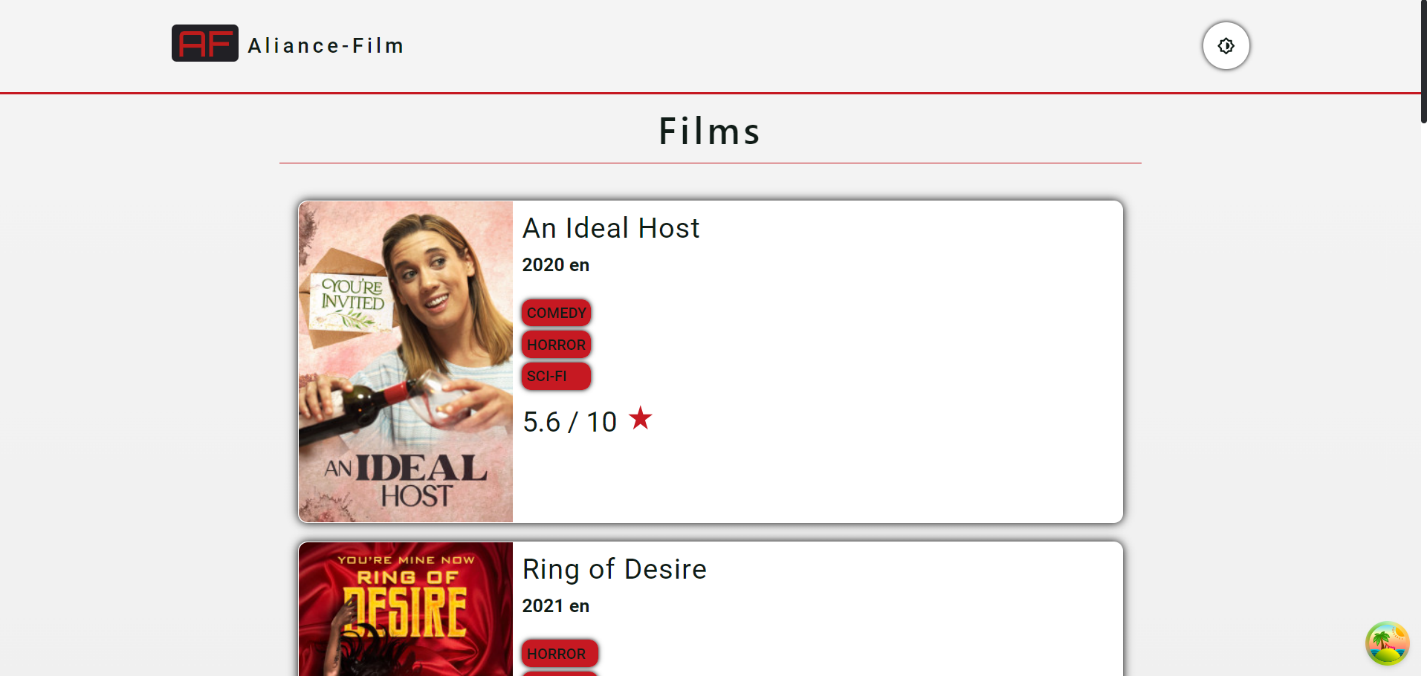 AF Aliance-Film
Films
YOU'RE
INVITED
AN IDEAL
HOST
An Ideal Host
2020 en
COMEDY
HORROR
SCI-FI
5.6 / 10
YOU'RE MINE NOW
RING OF
DESIRE
Ring of Desire
2021 en
HORROR